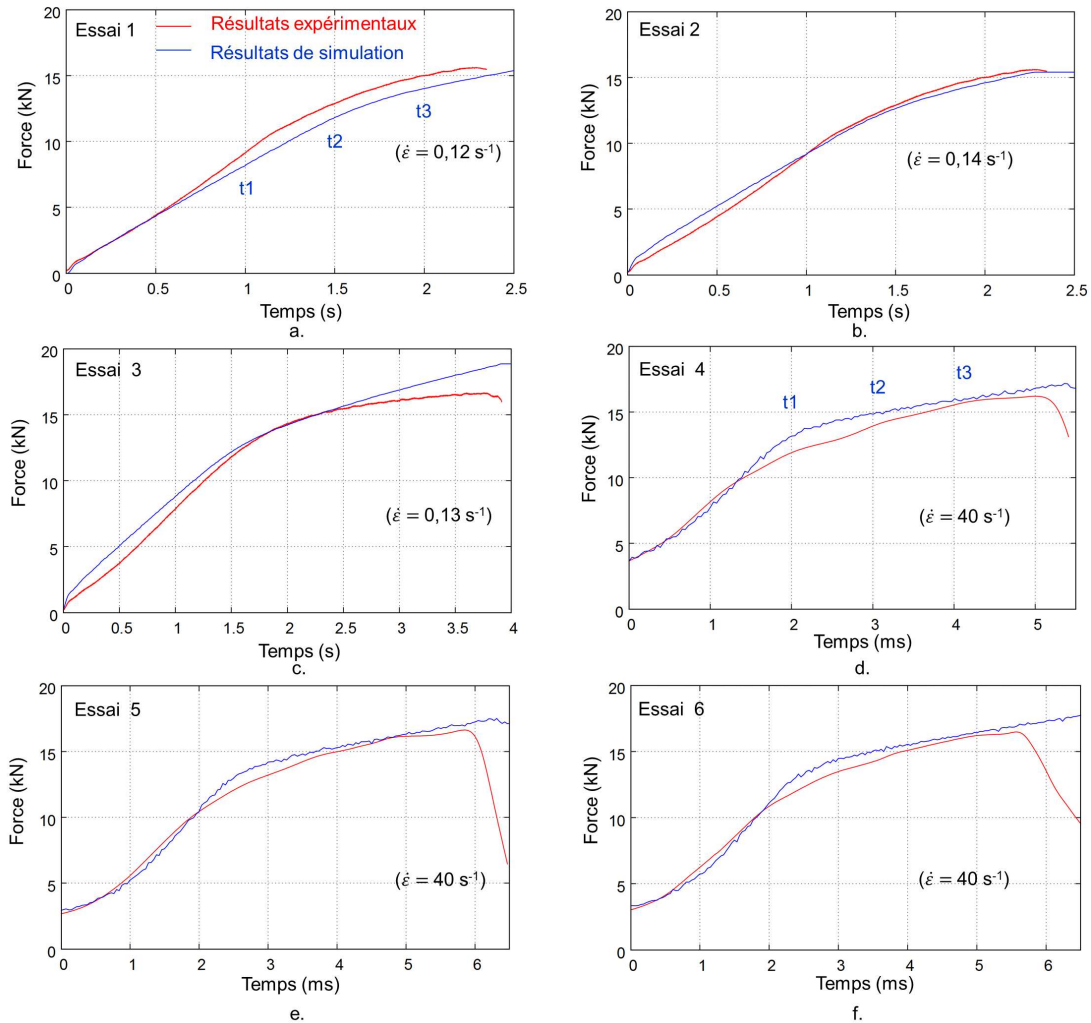 Essai 1
Résultats expérimentaux
Résultats de simulation
20
15
10
5
0
Force (kN)
t1
t2
t3
(ε̇ = 0,12 s⁻¹)
0 0.5 1 1.5 2 2.5
Temps (s)
a.
Essai 2
20
15
10
5
0
Force (kN)
(ε̇ = 0,14 s⁻¹)
0 0.5 1 1.5 2 2.5
Temps (s)
b.
Essai 3
20
15
10
5
0
Force (kN)
(ε̇ = 0,13 s⁻¹)
0 0.5 1 1.5 2 2.5 3 3.5 4
Temps (s)
c.
Essai 4
20
15
10
5
0
Force (kN)
t1
t2
t3
(ε̇ = 40 s⁻¹)
0 1 2 3 4 5
Temps (ms)
d.
Essai 5
20
15
10
5
0
Force (kN)
(ε̇ = 40 s⁻¹)
0 1 2 3 4 5 6
Temps (ms)
e.
Essai 6
20
15
10
5
0
Force (kN)
(ε̇ = 40 s⁻¹)
0 1 2 3 4 5 6
Temps (ms)
f.